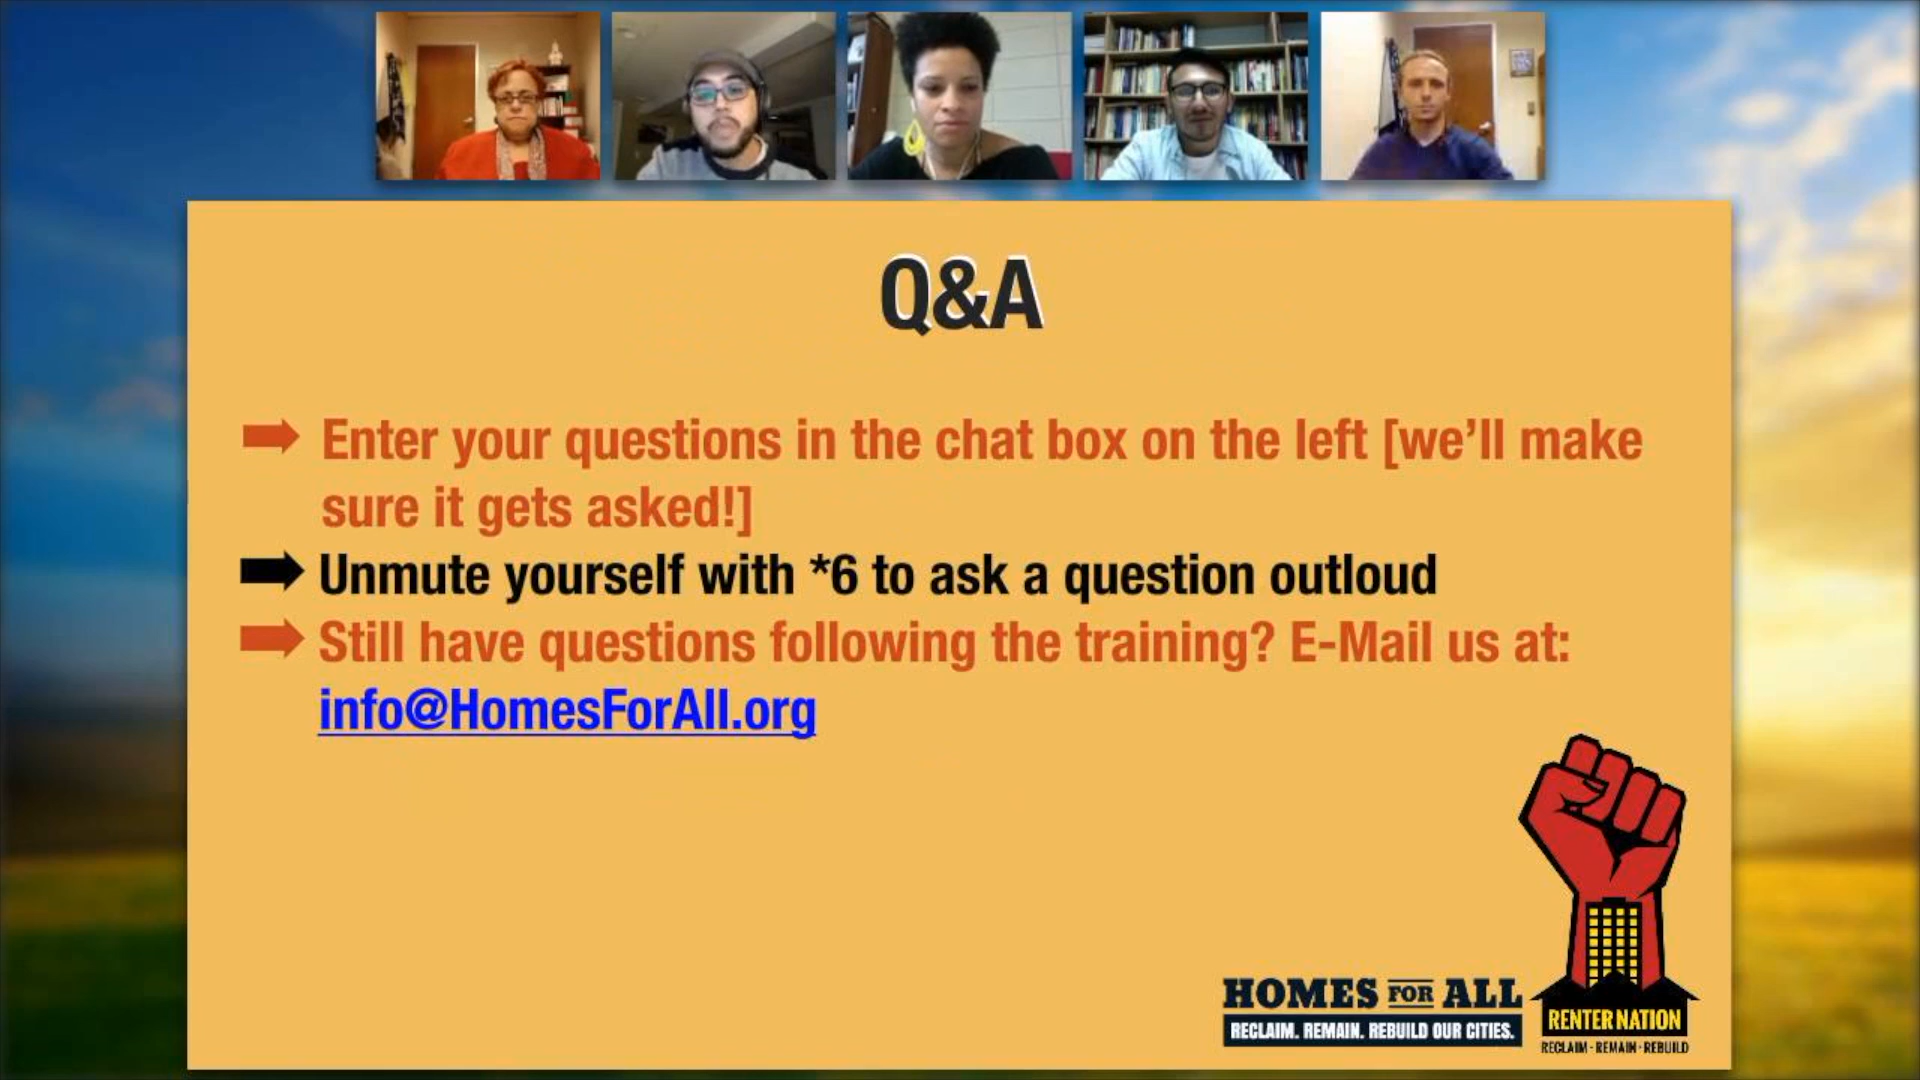 Q&A
Enter your questions in the chat box on the left [we'll make
sure it gets asked!]
Unmute yourself with *6 to ask a question outloud
Still have questions following the training? E-Mail us at:
info@HomesForAll.org
HOMES FOR ALL
RECLAIM. REMAIN. REBUILD OUR CITIES.
RENTER NATION
RECLAIM · REMAIN · REBUILD